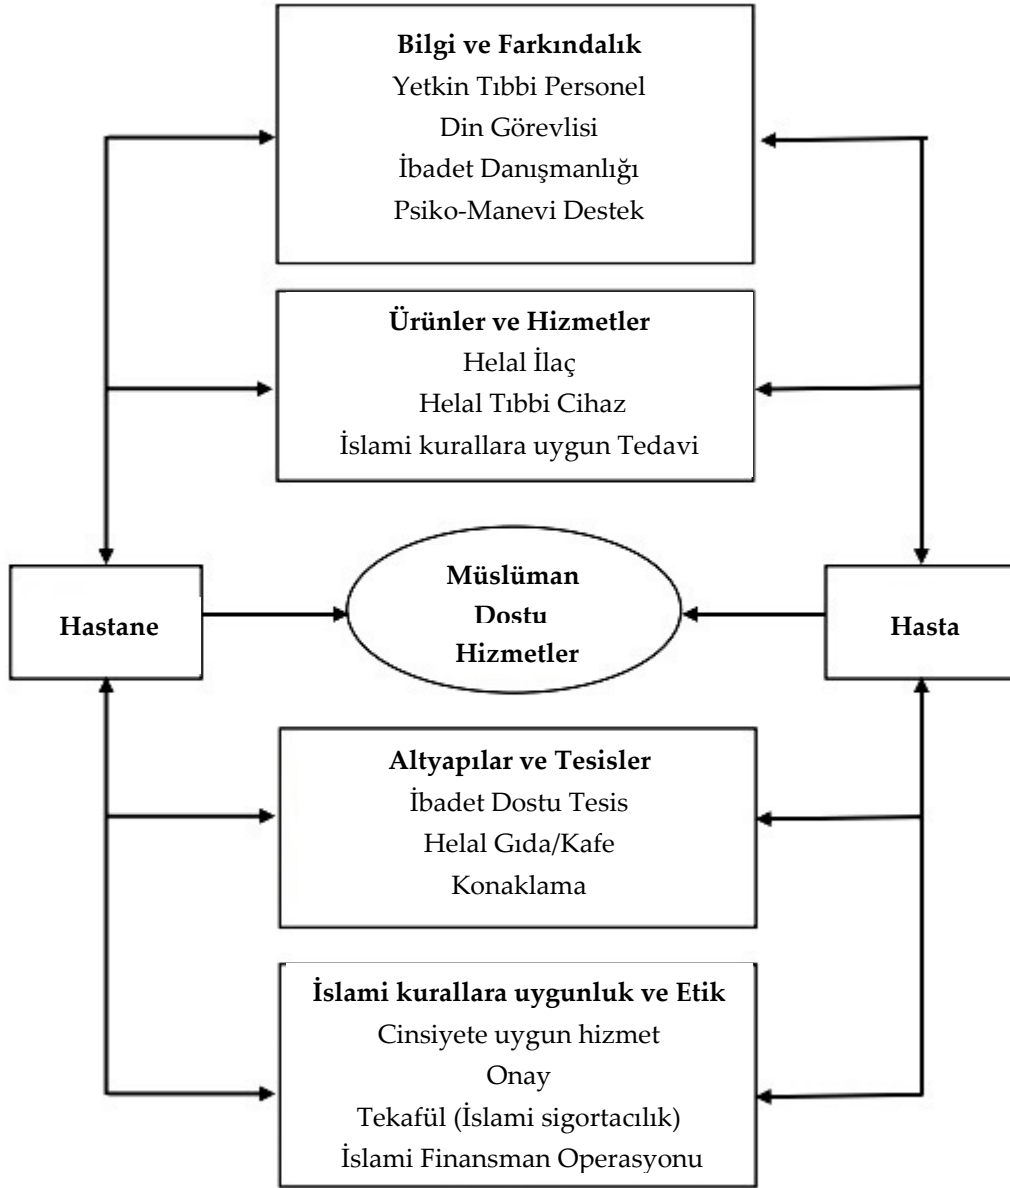 Bilgi ve Farkındalık
Yetkin Tıbbi Personel
Din Görevlisi
İbadet Danışmanlığı
Psiko-Manevi Destek
Ürünler ve Hizmetler
Helal İlaç
Helal Tıbbi Cihaz
İslami kurallara uygun Tedavi
Hastane
Müslüman
Dostu
Hizmetler
Hasta
Altyapılar ve Tesisler
İbadet Dostu Tesis
Helal Gıda/Kafe
Konaklama
İslami kurallara uygunluk ve Etik
Cinsiyete uygun hizmet
Onay
Tekafül (İslami sigortacılık)
İslami Finansman Operasyonu